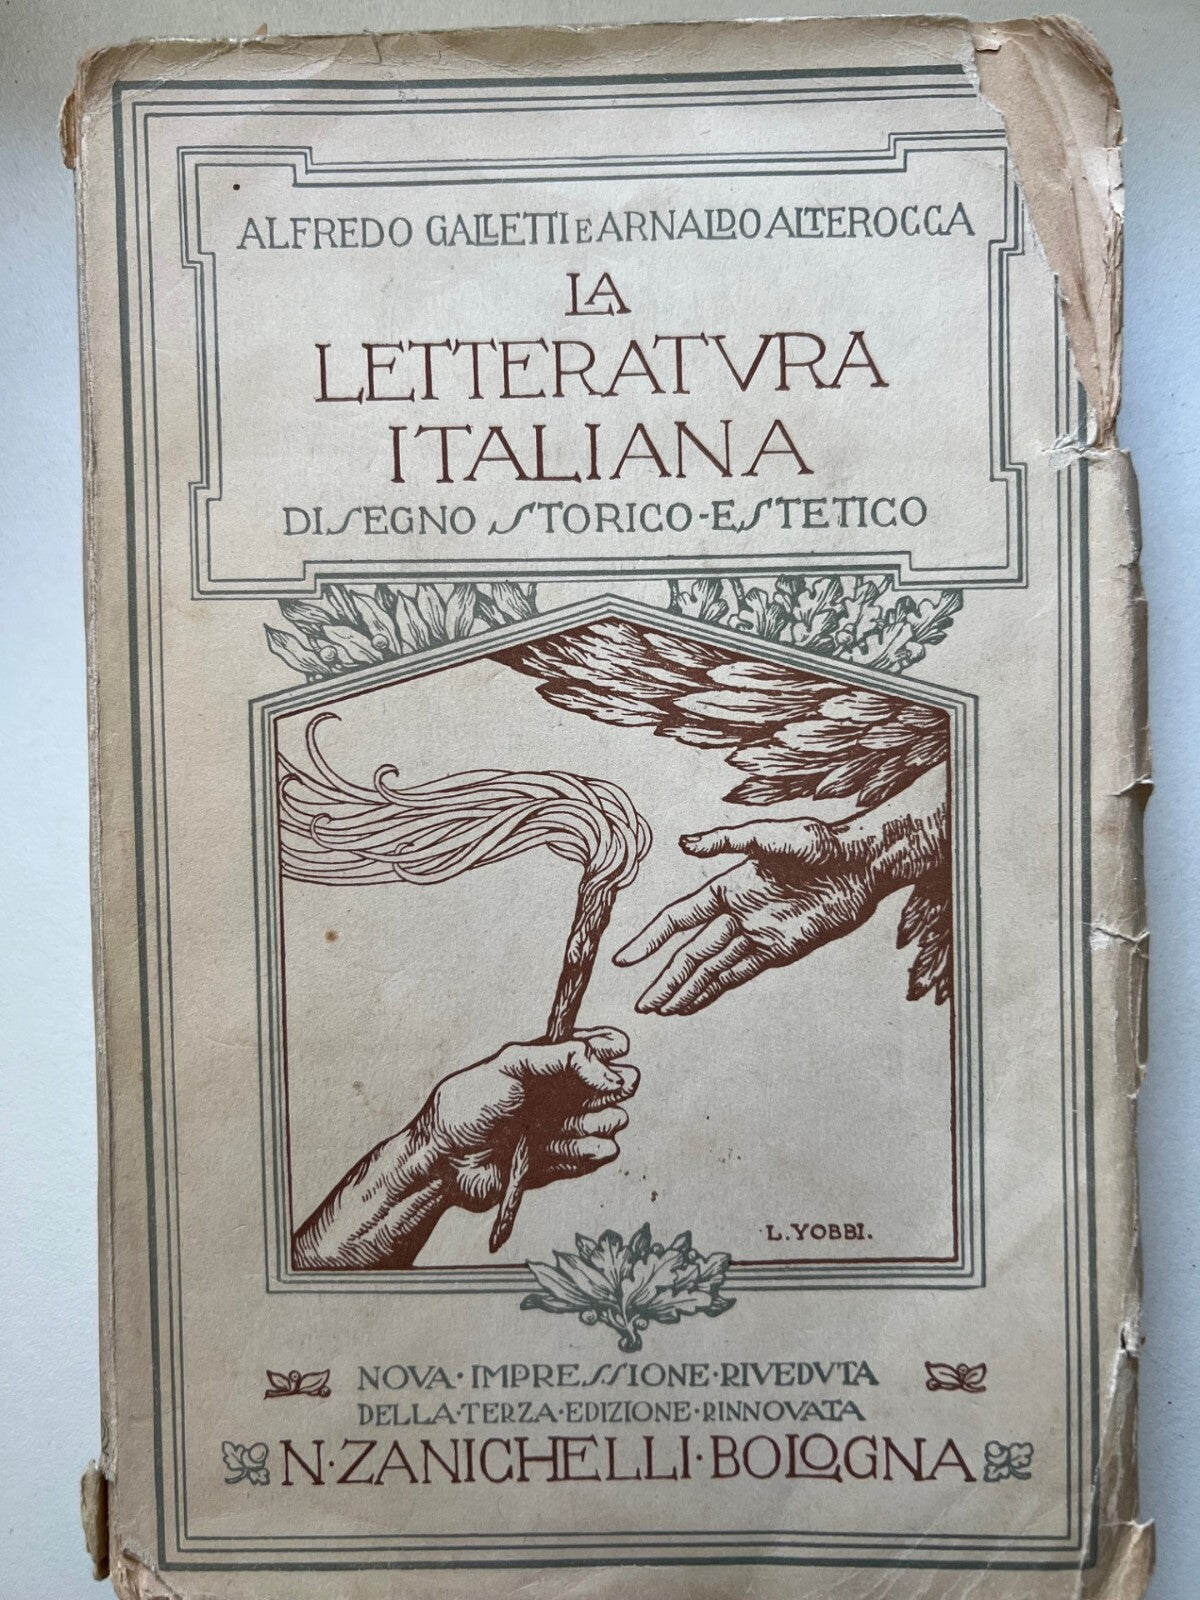 ALFREDO GALLETTI E ARNALDO ALTEROCCA
LA
LETTERATVRA
ITALIANA
DISEGNO STORICO-ESTETICO
L. YOBBI.
NOVA·IMPRESSIONE·RIVEDVTA
DELLA·TERZA·EDIZIONE·RINNOVATA
N·ZANICHELLI·BOLOGNA